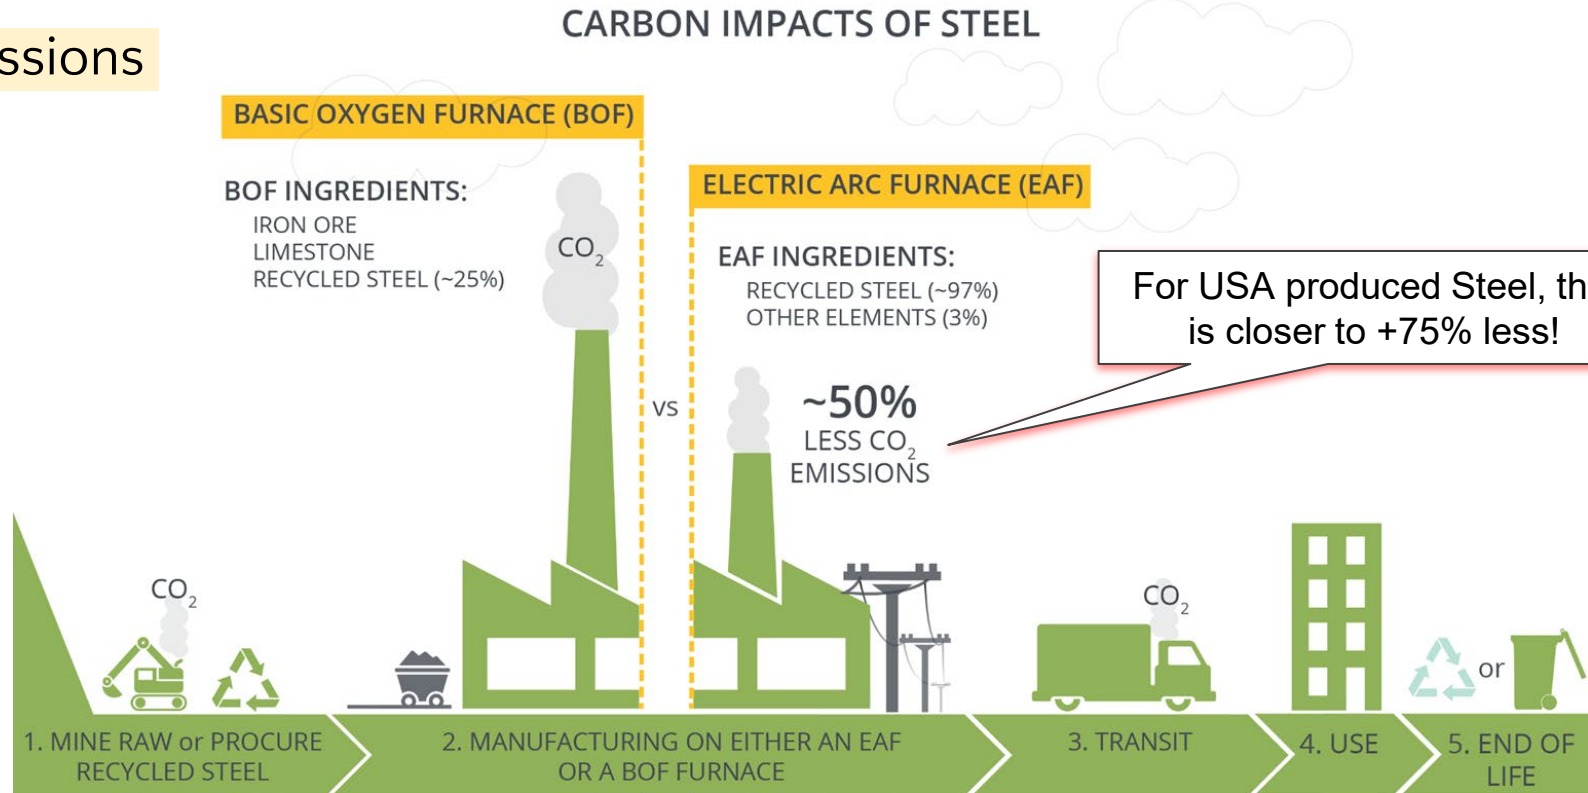 CARBON IMPACTS OF STEEL
ssions
BASIC OXYGEN FURNACE (BOF)
BOF INGREDIENTS:
IRON ORE
LIMESTONE
RECYCLED STEEL (~25%)
CO2
vs
ELECTRIC ARC FURNACE (EAF)
EAF INGREDIENTS:
RECYCLED STEEL (~97%)
OTHER ELEMENTS (3%)
~50%
LESS CO2
EMISSIONS
For USA produced Steel, th
is closer to +75% less!
CO2
CO2
or
1. MINE RAW or PROCURE
RECYCLED STEEL
2. MANUFACTURING ON EITHER AN EAF
OR A BOF FURNACE
3. TRANSIT
4. USE
5. END OF
LIFE